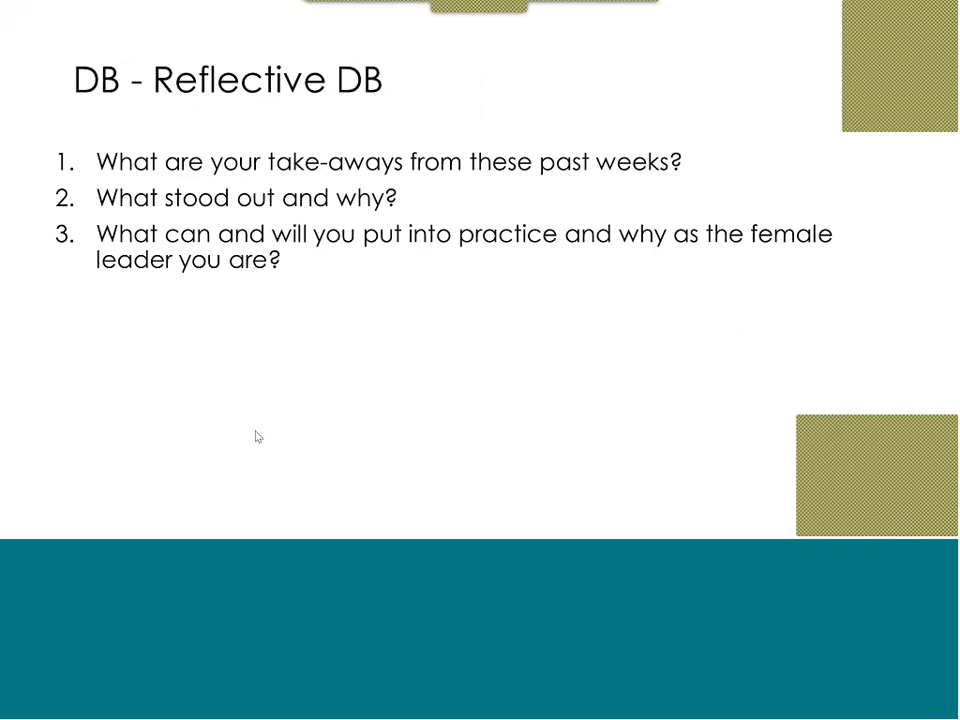 DB - Reflective DB
1. What are your take-aways from these past weeks?
2. What stood out and why?
3. What can and will you put into practice and why as the female
leader you are?